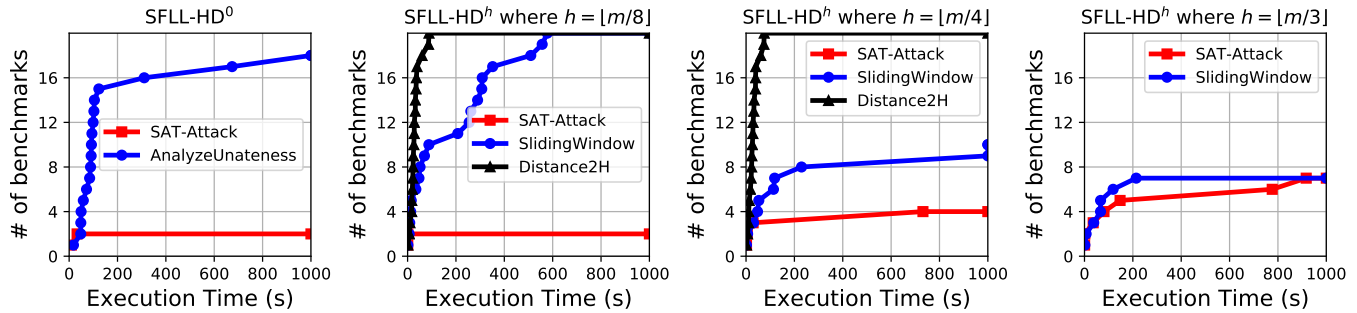 SFLL-HD⁰
# of benchmarks
16
12
8
4
0
SAT-Attack
AnalyzeUnateness
0 200 400 600 800 1000
Execution Time (s)
SFLL-HDʰ where h = ⌊m/8⌋
# of benchmarks
16
12
8
4
0
SAT-Attack
SlidingWindow
Distance2H
0 200 400 600 800 1000
Execution Time (s)
SFLL-HDʰ where h = ⌊m/4⌋
# of benchmarks
16
12
8
4
0
SAT-Attack
SlidingWindow
Distance2H
0 200 400 600 800 1000
Execution Time (s)
SFLL-HDʰ where h = ⌊m/3⌋
# of benchmarks
16
12
8
4
0
SAT-Attack
SlidingWindow
0 200 400 600 800 1000
Execution Time (s)